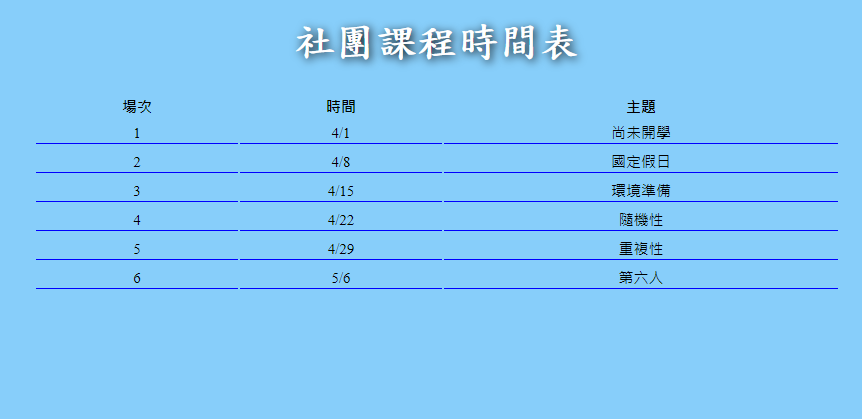 社團課程時間表
場次 時間 主題
1 4/1 尚未開學
2 4/8 國定假日
3 4/15 環境準備
4 4/22 隨機性
5 4/29 重複性
6 5/6 第六人